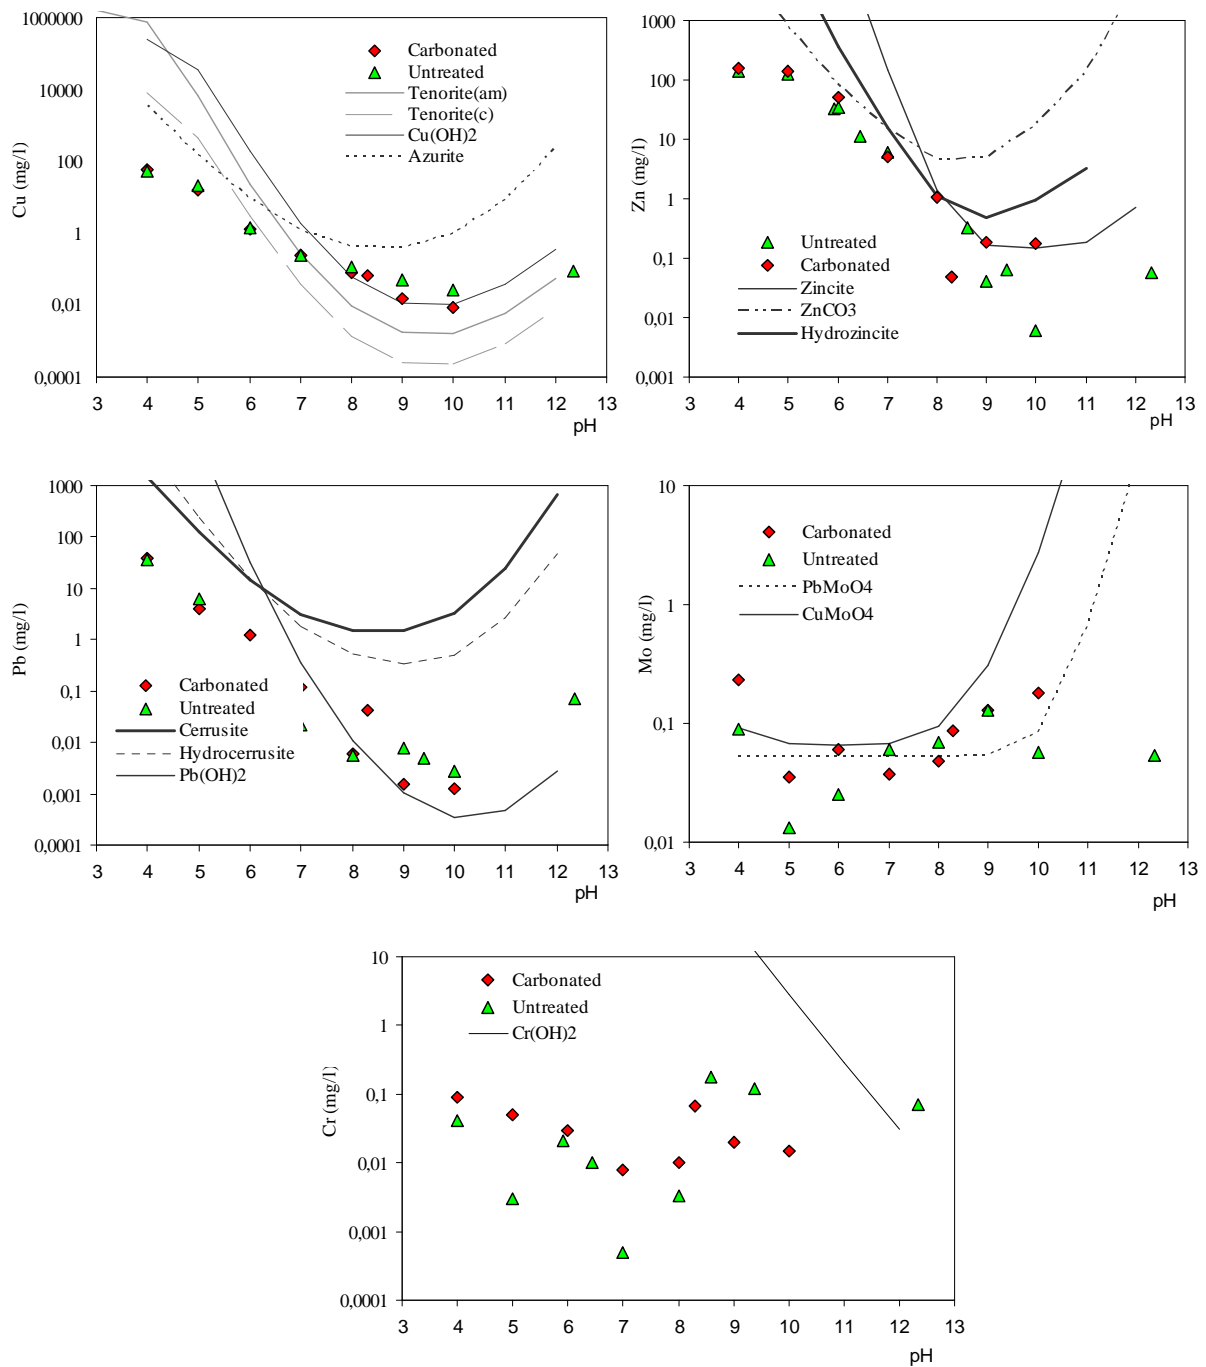 1000000
10000
100
1
0,01
0,0001
Cu (mg/l)
Carbonated
Untreated
Tenorite(am)
Tenorite(c)
Cu(OH)2
Azurite
3 4 5 6 7 8 9 10 11 12 13
pH
1000
100
10
1
0,1
0,01
0,001
Zn (mg/l)
Untreated
Carbonated
Zincite
ZnCO3
Hydrozincite
3 4 5 6 7 8 9 10 11 12 13
pH
1000
100
10
1
0,1
0,01
0,001
0,0001
Pb (mg/l)
Carbonated
Untreated
Cerrusite
Hydrocerrusite
Pb(OH)2
3 4 5 6 7 8 9 10 11 12 13
pH
10
1
0,1
0,01
Mo (mg/l)
Carbonated
Untreated
PbMoO4
CuMoO4
3 4 5 6 7 8 9 10 11 12 13
pH
10
1
0,1
0,01
0,001
0,0001
Cr (mg/l)
Carbonated
Untreated
Cr(OH)2
3 4 5 6 7 8 9 10 11 12 13
pH